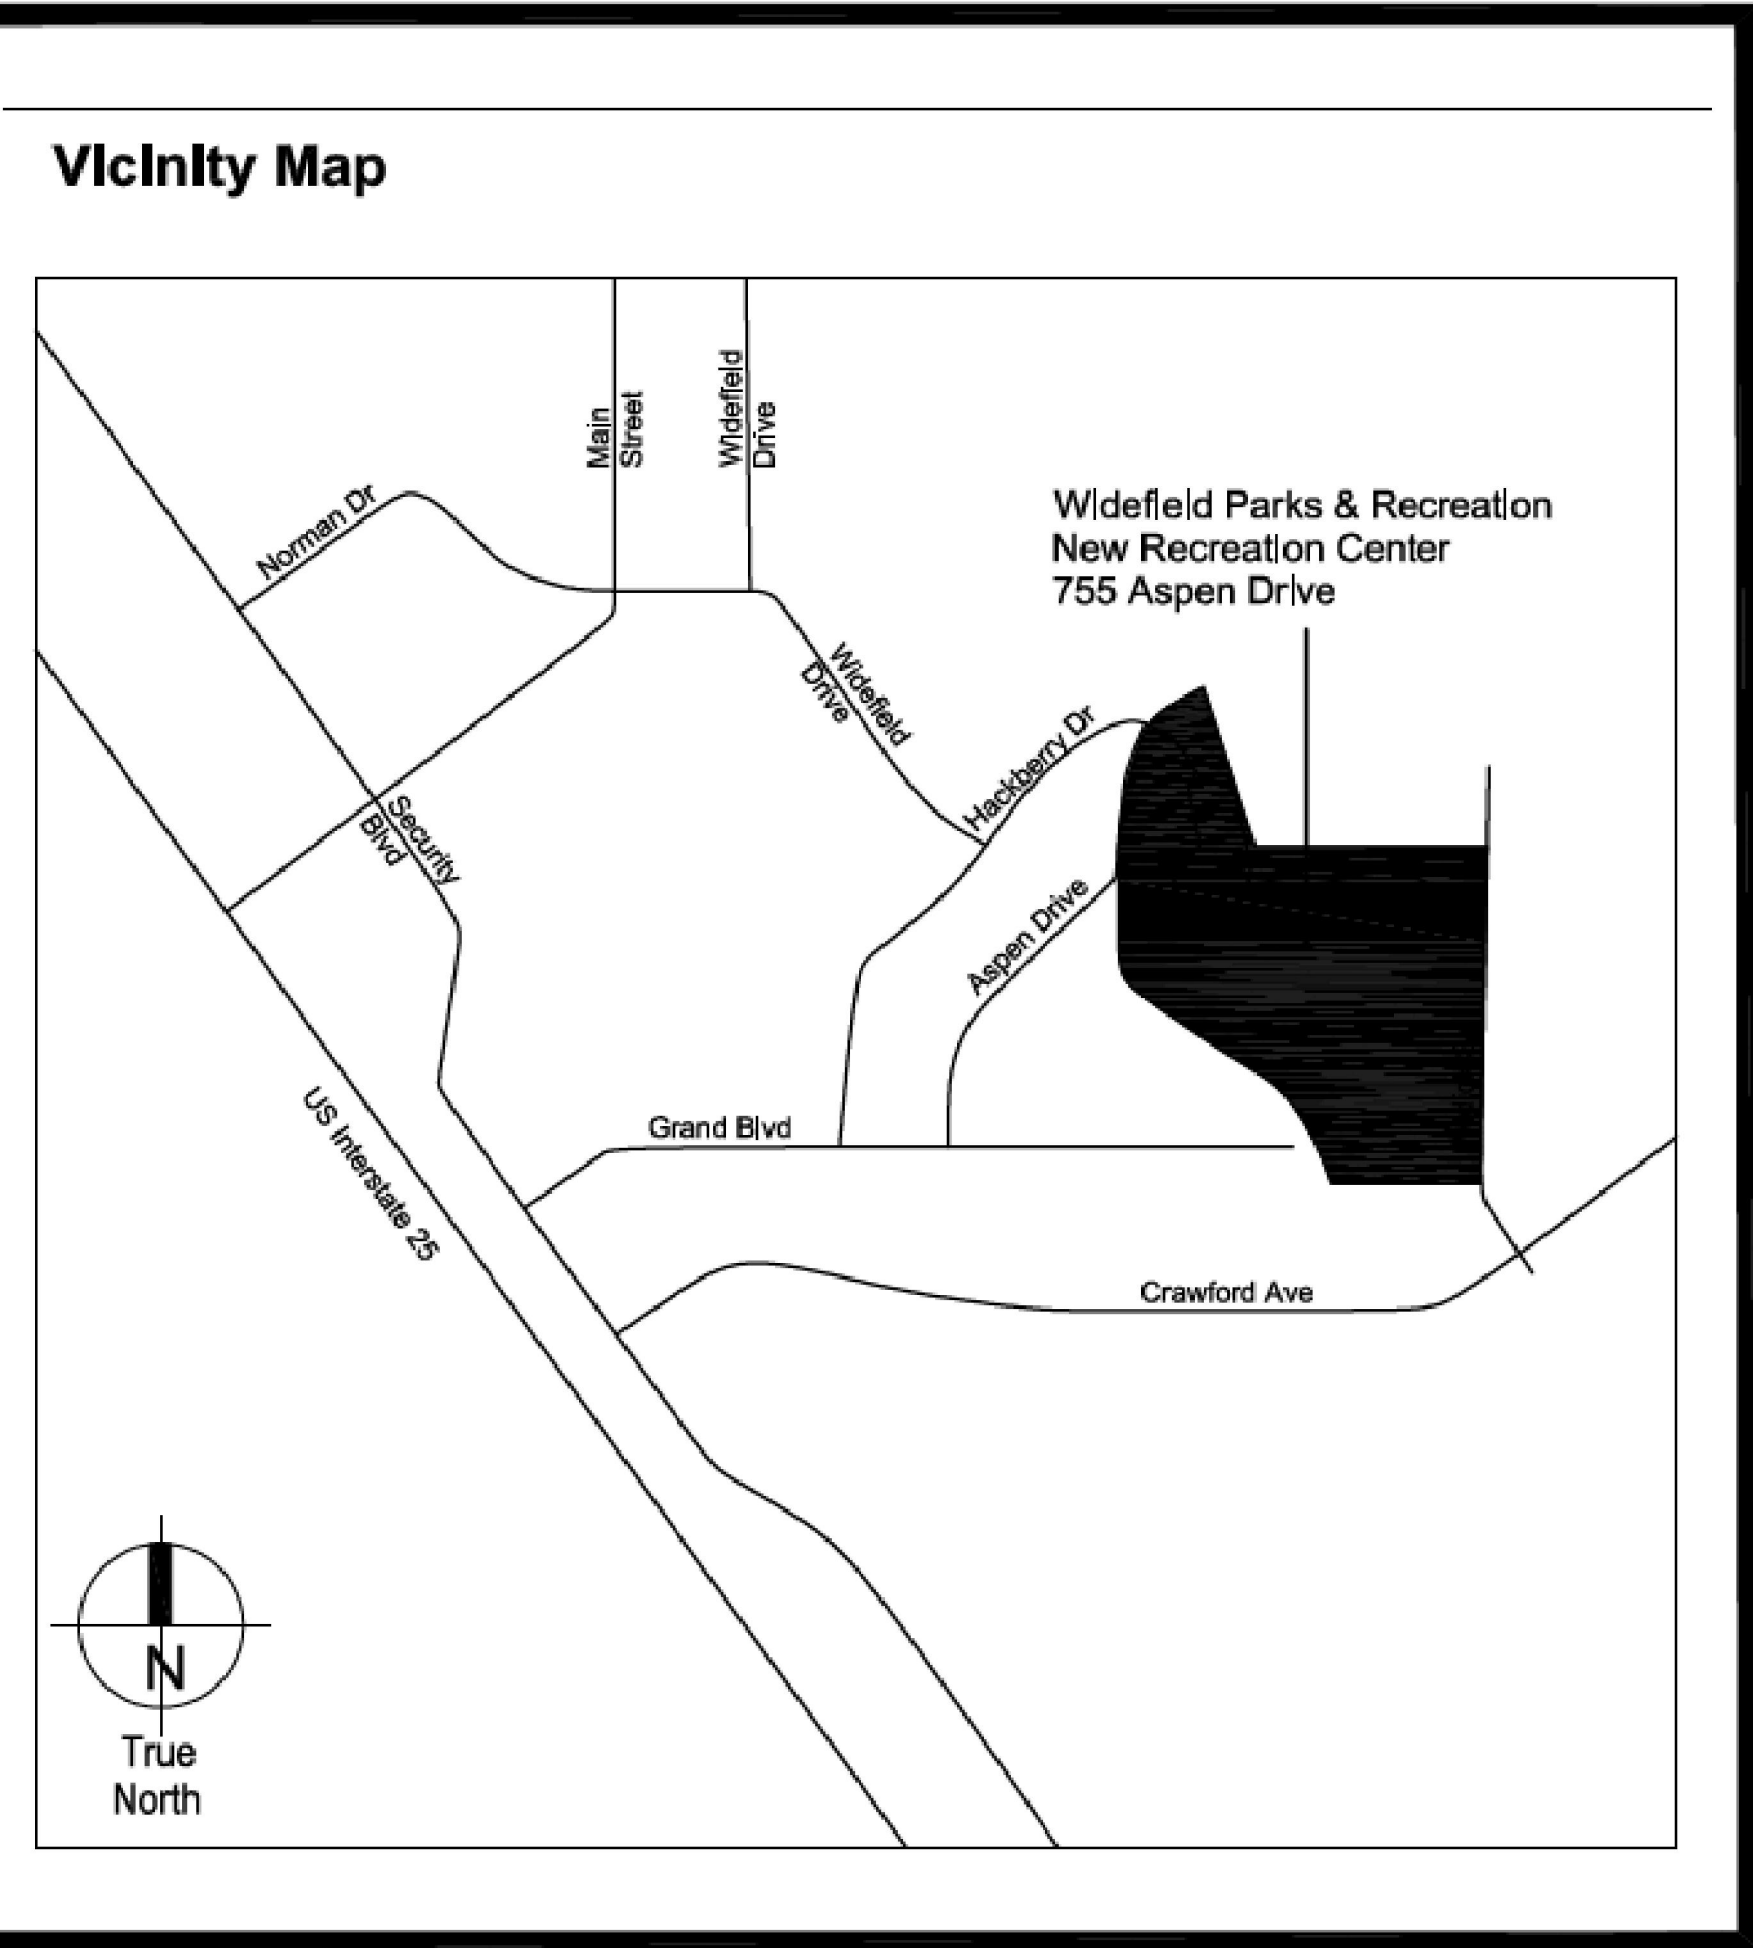 Vicinity Map
Main
Street
Widefield
Drive
Norman Dr
Widefield Parks & Recreation
New Recreation Center
755 Aspen Drive
Widefield
Drive
Hackberry Dr
Security
Blvd
Aspen Drive
US Interstate 25
Grand Blvd
Crawford Ave
N
True
North